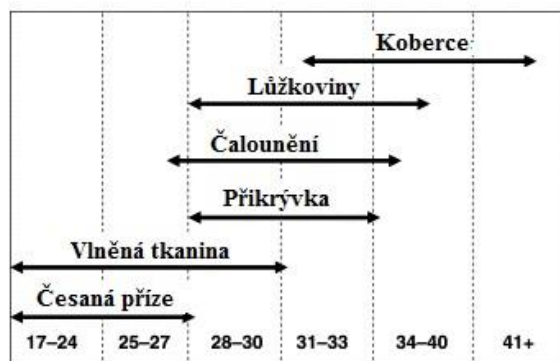 Koberce
Lůžkoviny
Čalounění
Přikrývka
Vlněná tkanina
Česaná příze
17–24 25–27 28–30 31–33 34–40 41+